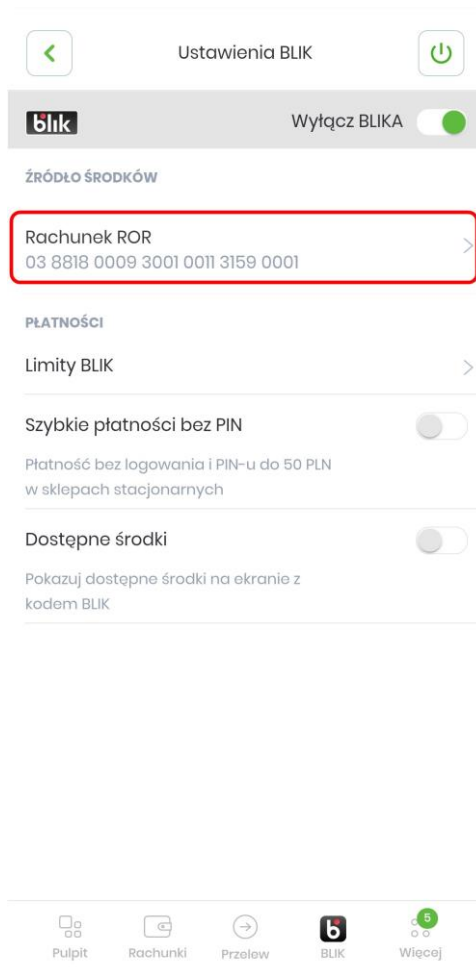 Ustawienia BLIK
blik
Wyłącz BLIKA
ŹRÓDŁO ŚRODKÓW
Rachunek ROR
03 8818 0009 3001 0011 3159 0001
PŁATNOŚCI
Limity BLIK
Szybkie płatności bez PIN
Płatność bez logowania i PIN-u do 50 PLN
w sklepach stacjonarnych
Dostępne środki
Pokazuj dostępne środki na ekranie z
kodem BLIK
5
Pulpit Rachunki Przelew BLIK Więcej